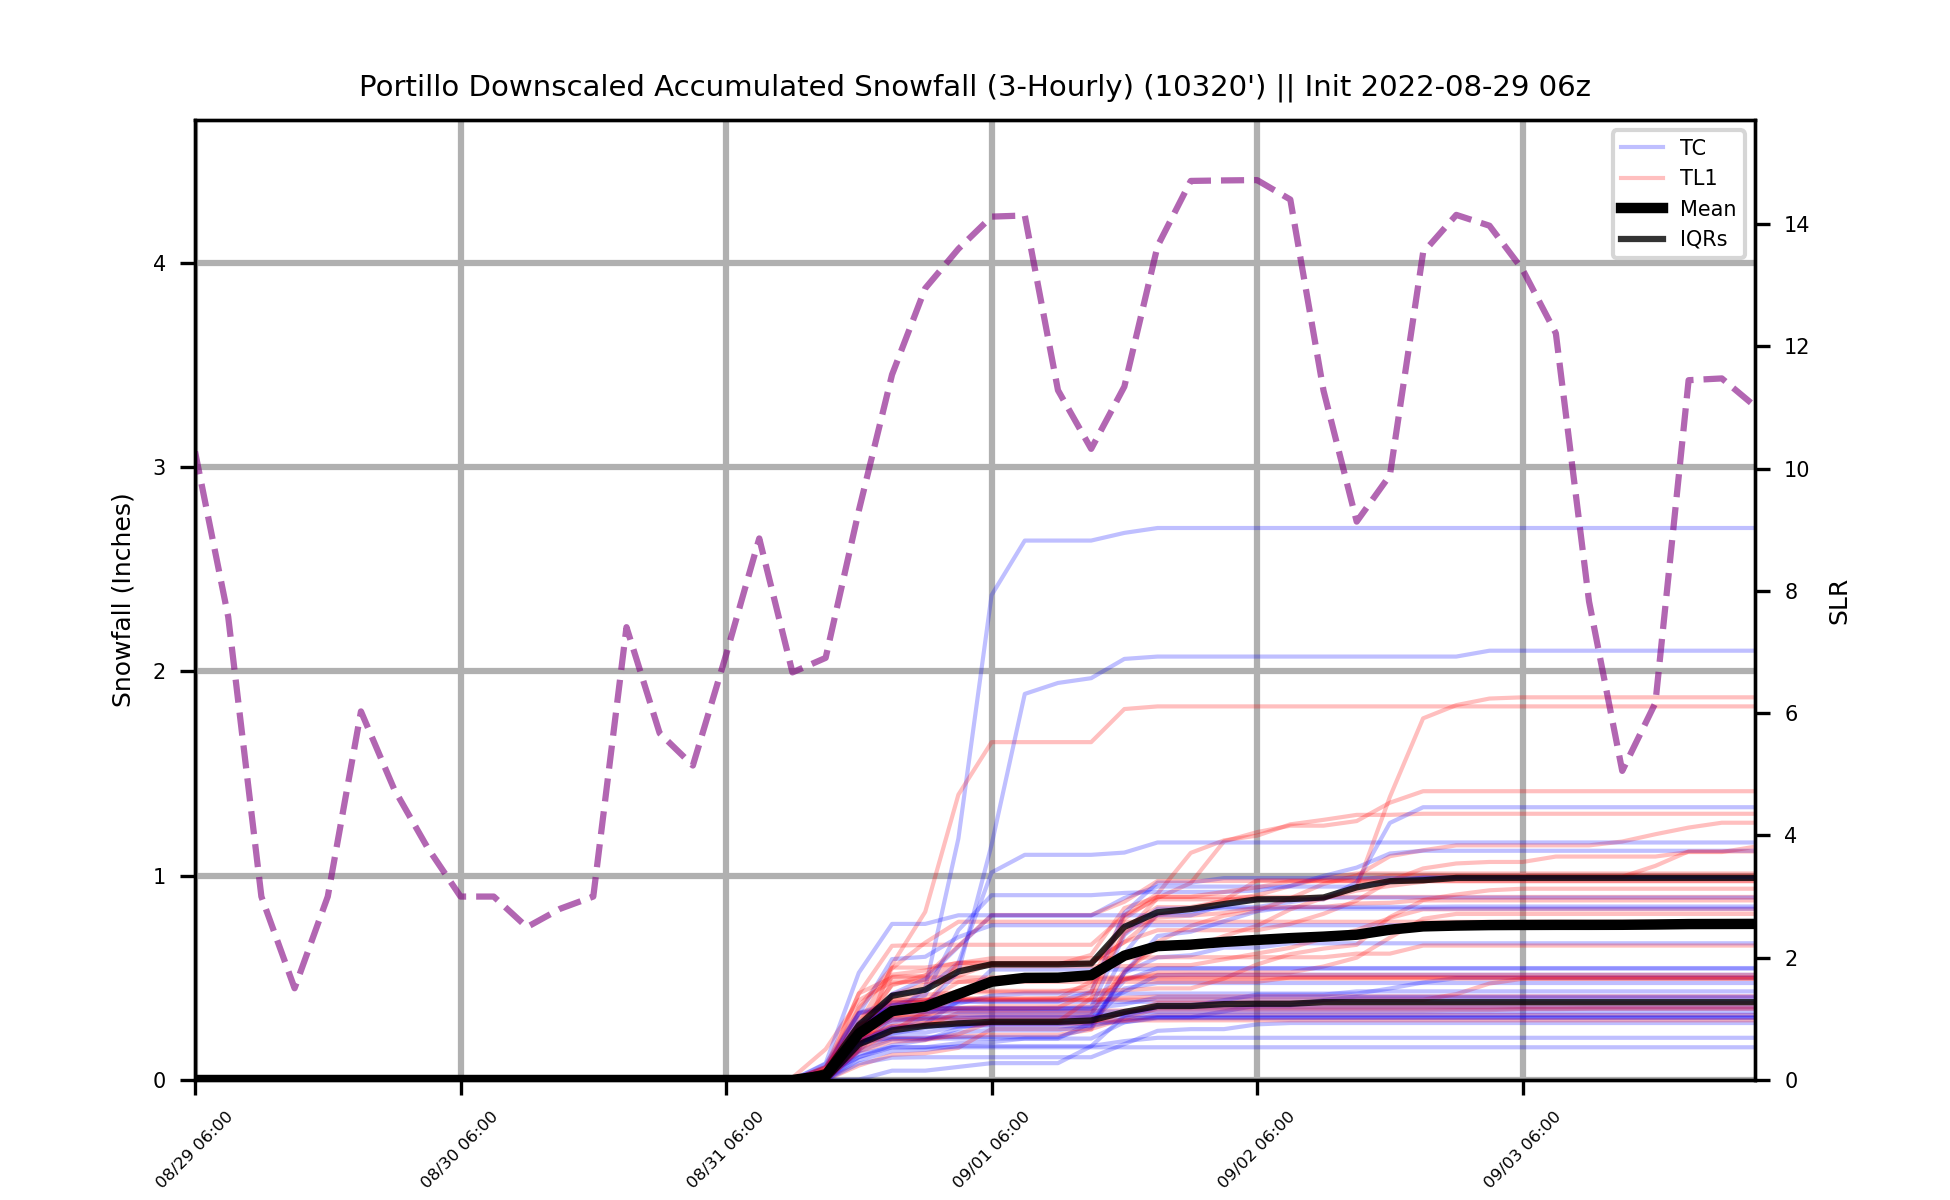 Portillo Downscaled Accumulated Snowfall (3-Hourly) (10320') || Init 2022-08-29 06z
TC
TL1
Mean
IQRs
Snowfall (Inches)
4
3
2
1
0
SLR
14
12
10
8
6
4
2
0
08/29 06:00
08/30 06:00
08/31 06:00
09/01 06:00
09/02 06:00
09/03 06:00